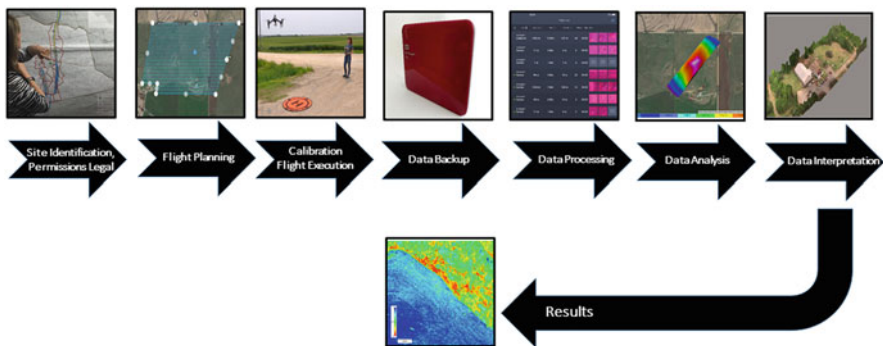 Site Identification,
Permissions Legal
Flight Planning
Calibration
Flight Execution
Data Backup
Data Processing
Data Analysis
Data Interpretation
Results